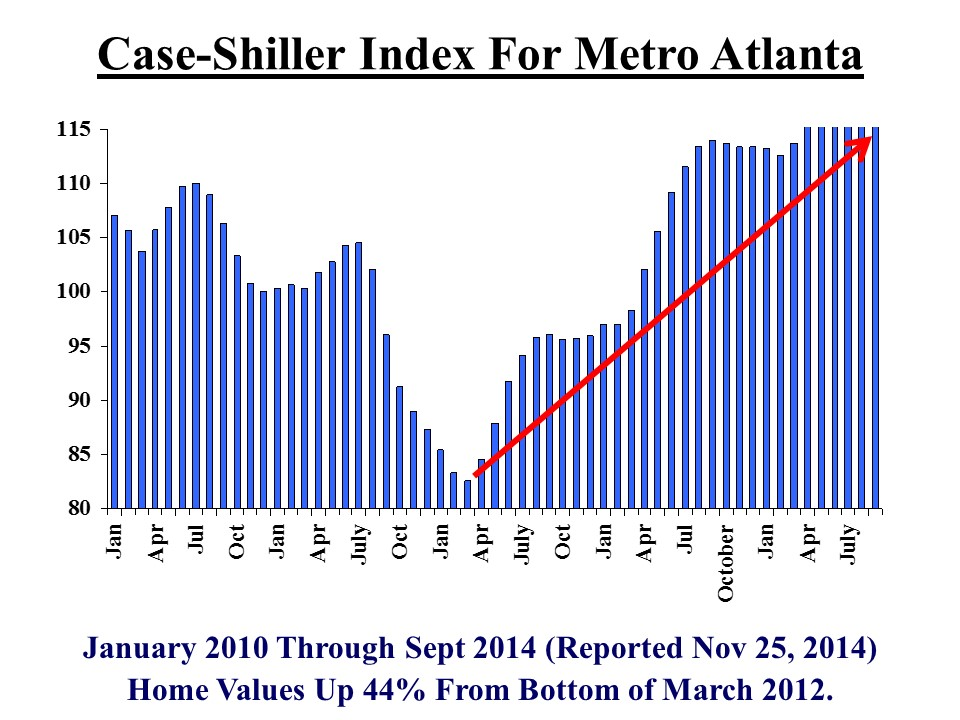 Case-Shiller Index For Metro Atlanta
115
110
105
100
95
90
85
80
Jan
Apr
Jul
Oct
Jan
Apr
July
Oct
Jan
Apr
July
Oct
Jan
Apr
Jul
October
Jan
Apr
July
January 2010 Through Sept 2014 (Reported Nov 25, 2014)
Home Values Up 44% From Bottom of March 2012.